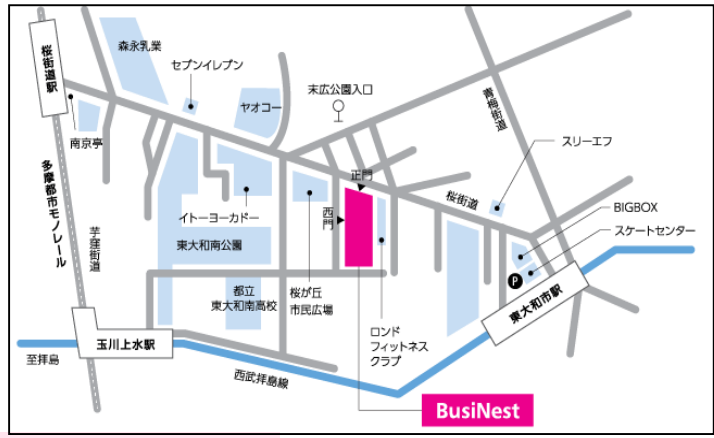 森永乳業
セブンイレブン
ヤオコー
末広公園入口
桜街道駅
青梅街道
スリーエフ
南京亭
正門
桜街道
BIGBOX
スケートセンター
西門
イトーヨーカドー
東大和南公園
多摩都市モノレール
芋窪街道
P
東大和市駅
都立
東大和南高校
桜が丘
市民広場
ロンド
フィットネス
クラブ
玉川上水駅
至拝島
西武拝島線
BusiNest